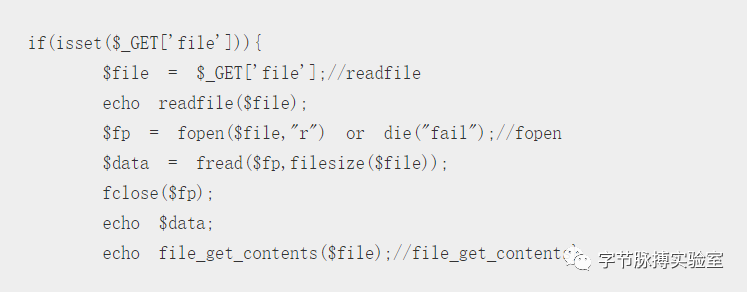 if(isset($_GET['file'])){
$file = $_GET['file'];//readfile
echo readfile($file);
$fp = fopen($file,"r") or die("fail");//fopen
$data = fread($fp,filesize($file));
fclose($fp);
echo $data;
echo file_get_contents($file);//file_get_content
字节脉搏实验室